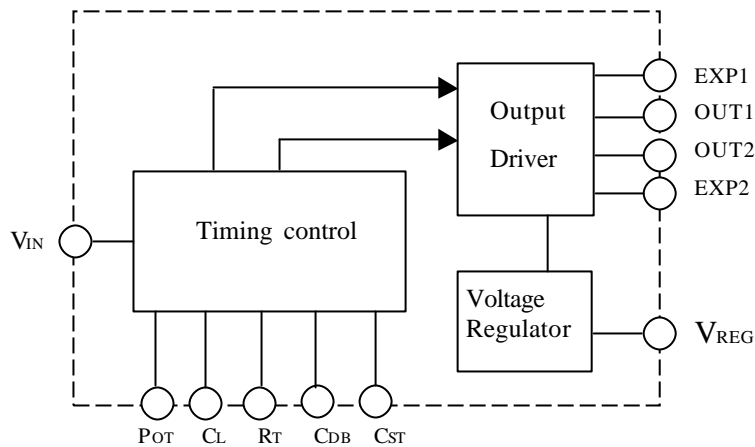 EXP1
Output
OUT1
Driver
OUT2
EXP2
VIN
Timing control
Voltage
Regulator
VREG
POT CL RT CDB CST